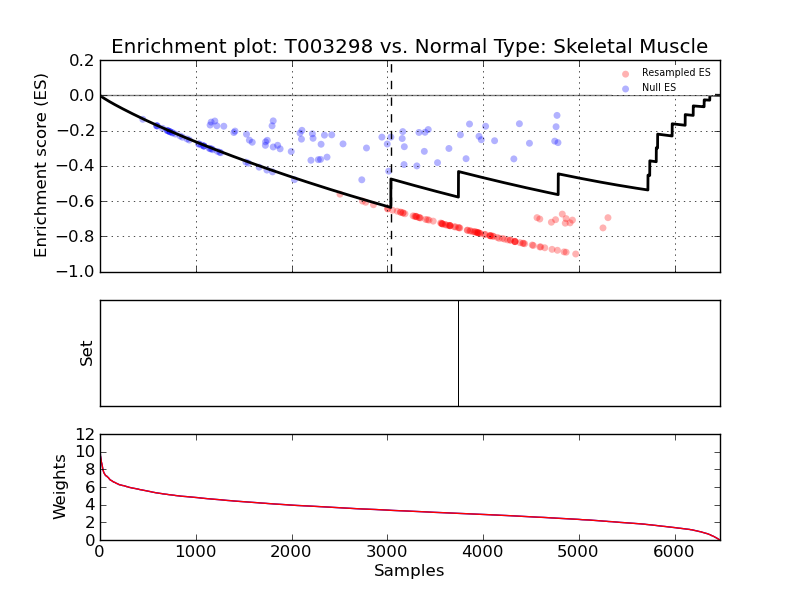 Enrichment plot: T003298 vs. Normal Type: Skeletal Muscle
0.2
0.0
−0.2
−0.4
−0.6
−0.8
−1.0
Enrichment score (ES)
Resampled ES
Null ES
Set
12
10
8
6
4
2
0
Weights
0 1000 2000 3000 4000 5000 6000
Samples